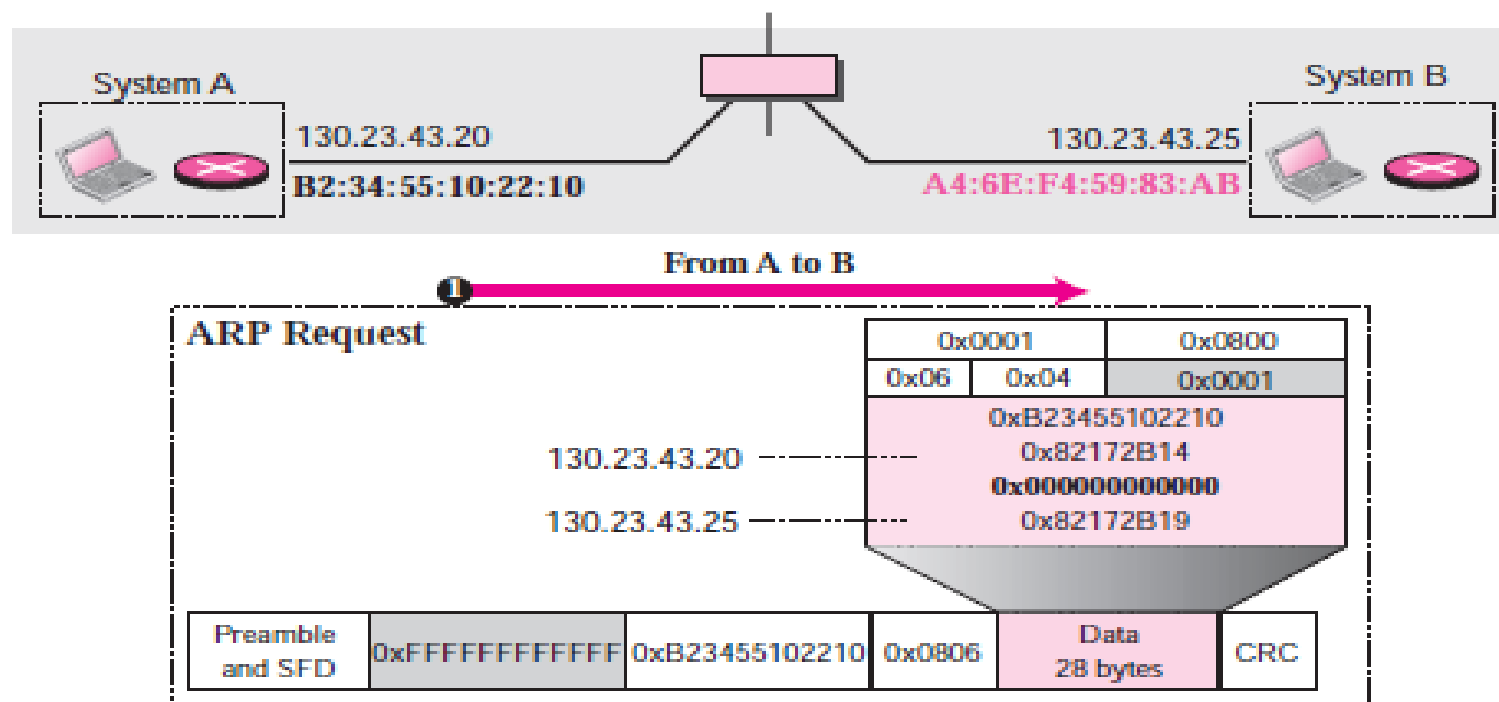 System A
System B
130.23.43.20
130.23.43.25
B2:34:55:10:22:10
A4:6E:F4:59:83:AB
From A to B
1
ARP Request
0x0001
0x0800
0x06
0x04
0x0001
0xB23455102210
130.23.43.20
0x82172B14
0x000000000000
130.23.43.25
0x82172B19
Preamble
and SFD
0xFFFFFFFFFFFF
0xB23455102210
0x0806
Data
28 bytes
CRC